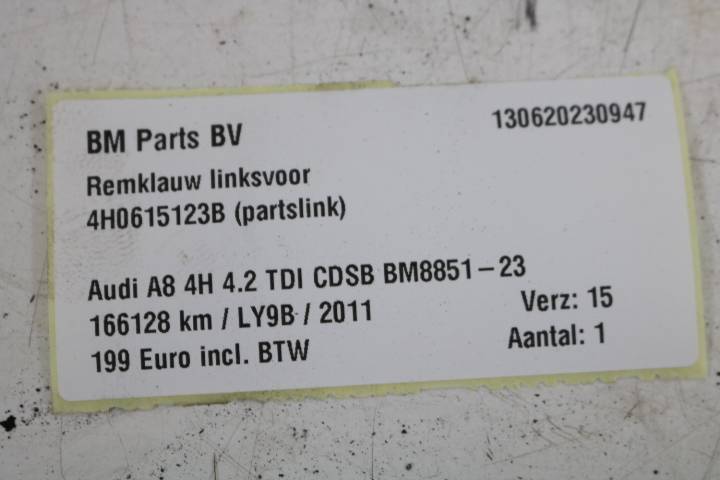 BM Parts BV 130620230947
Remklauw linksvoor
4H0615123B (partslink)
Audi A8 4H 4.2 TDI CDSB BM8851-23
166128 km / LY9B / 2011 Verz: 15
199 Euro incl. BTW Aantal: 1